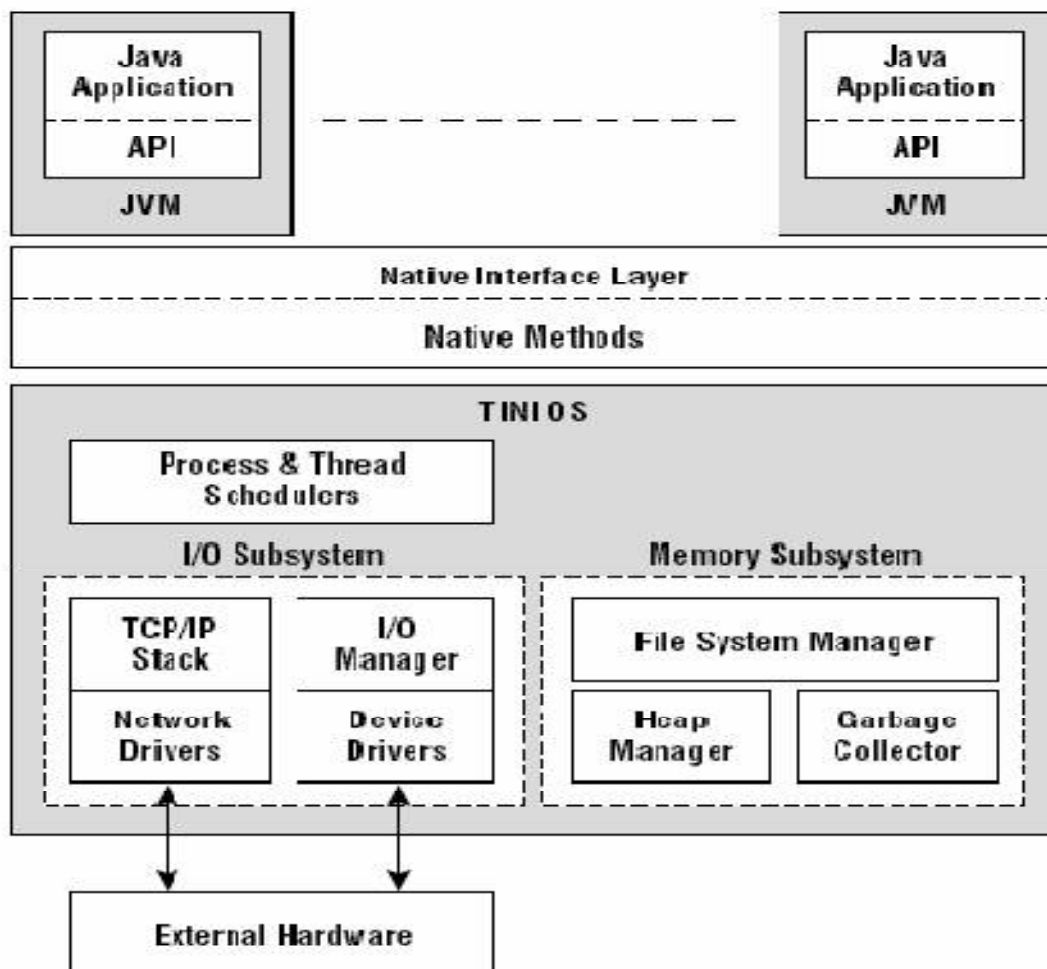 Java
Application
API
JVM
Java
Application
API
JVM
Native Interface Layer
Native Methods
TINI OS
Process & Thread
Schedulers
I/O Subsystem
Memory Subsystem
TCP/IP
Stack
I/O
Manager
Network
Drivers
Device
Drivers
File System Manager
Heap
Manager
Garbage
Collector
External Hardware